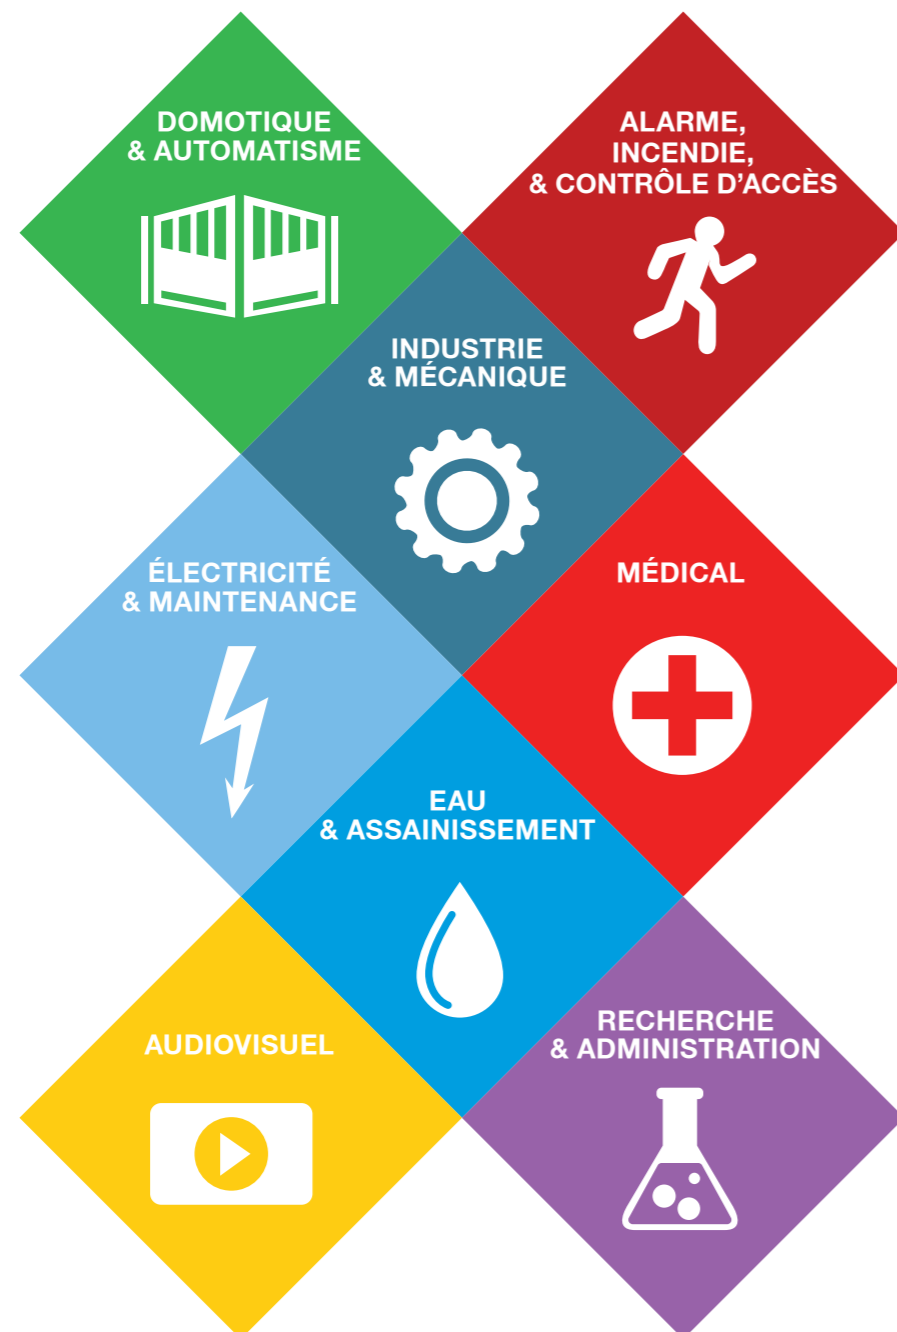 DOMOTIQUE
& AUTOMATISME
ALARME,
INCENDIE,
& CONTRÔLE D’ACCÈS
INDUSTRIE
& MÉCANIQUE
ÉLECTRICITÉ
& MAINTENANCE
MÉDICAL
EAU
& ASSAINISSEMENT
AUDIOVISUEL
RECHERCHE
& ADMINISTRATION